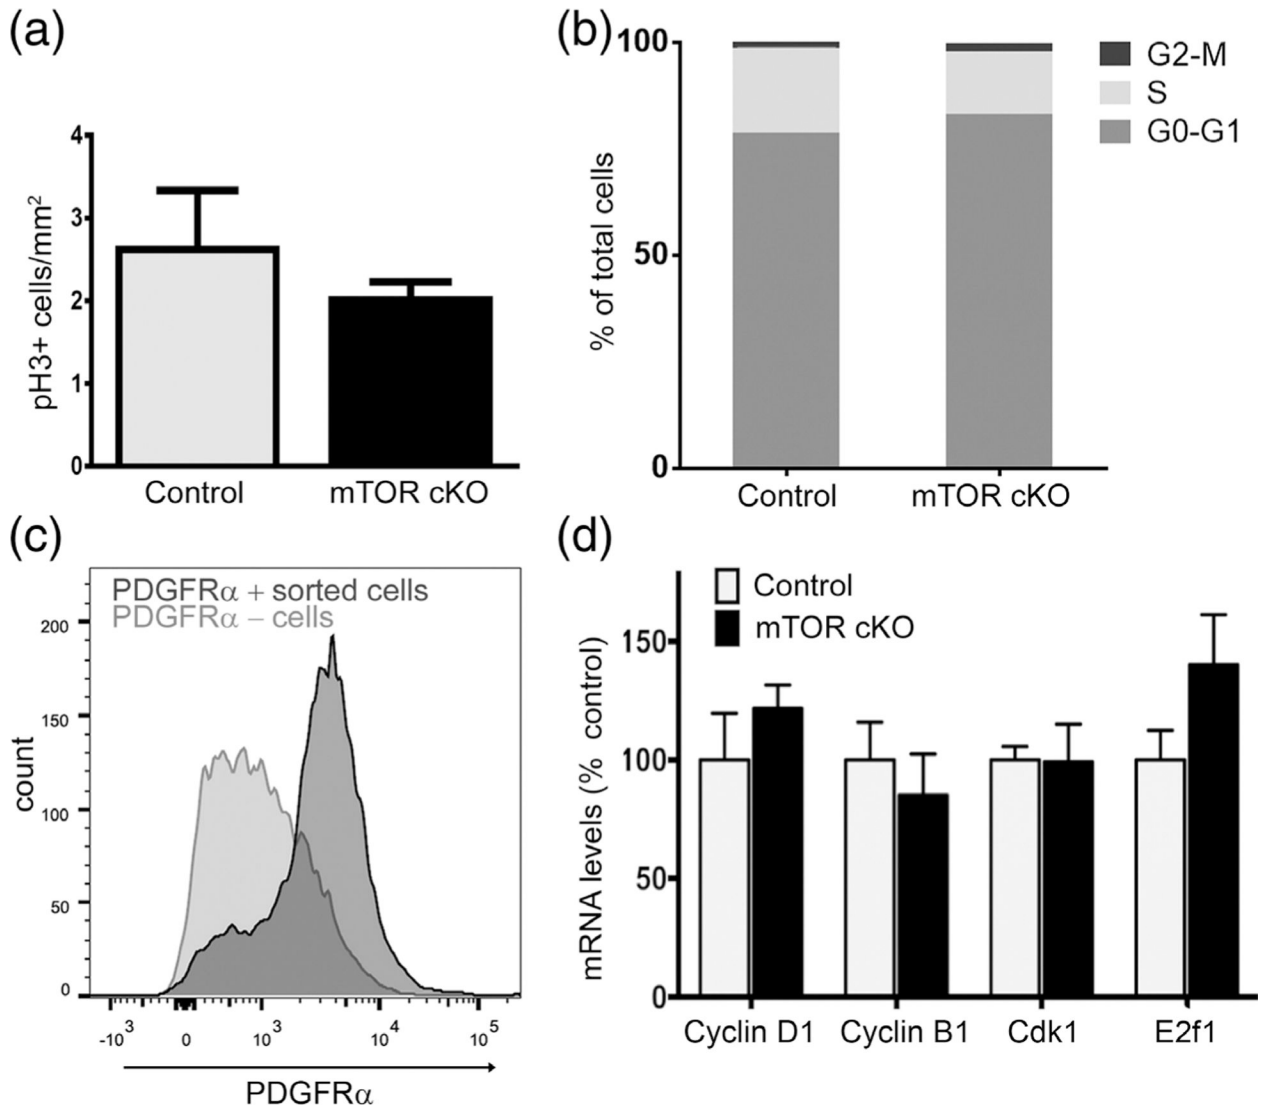 (a)
pH3+ cells/mm²
4
3
2
1
0
Control
mTOR cKO
(b)
% of total cells
100
50
0
Control
mTOR cKO
G2-M
S
G0-G1
(c)
PDGFRα + sorted cells
PDGFRα – cells
count
200
150
100
50
0
-10³
0
10³
10⁴
10⁵
PDGFRα
(d)
Control
mTOR cKO
mRNA levels (% control)
150
100
50
0
Cyclin D1
Cyclin B1
Cdk1
E2f1